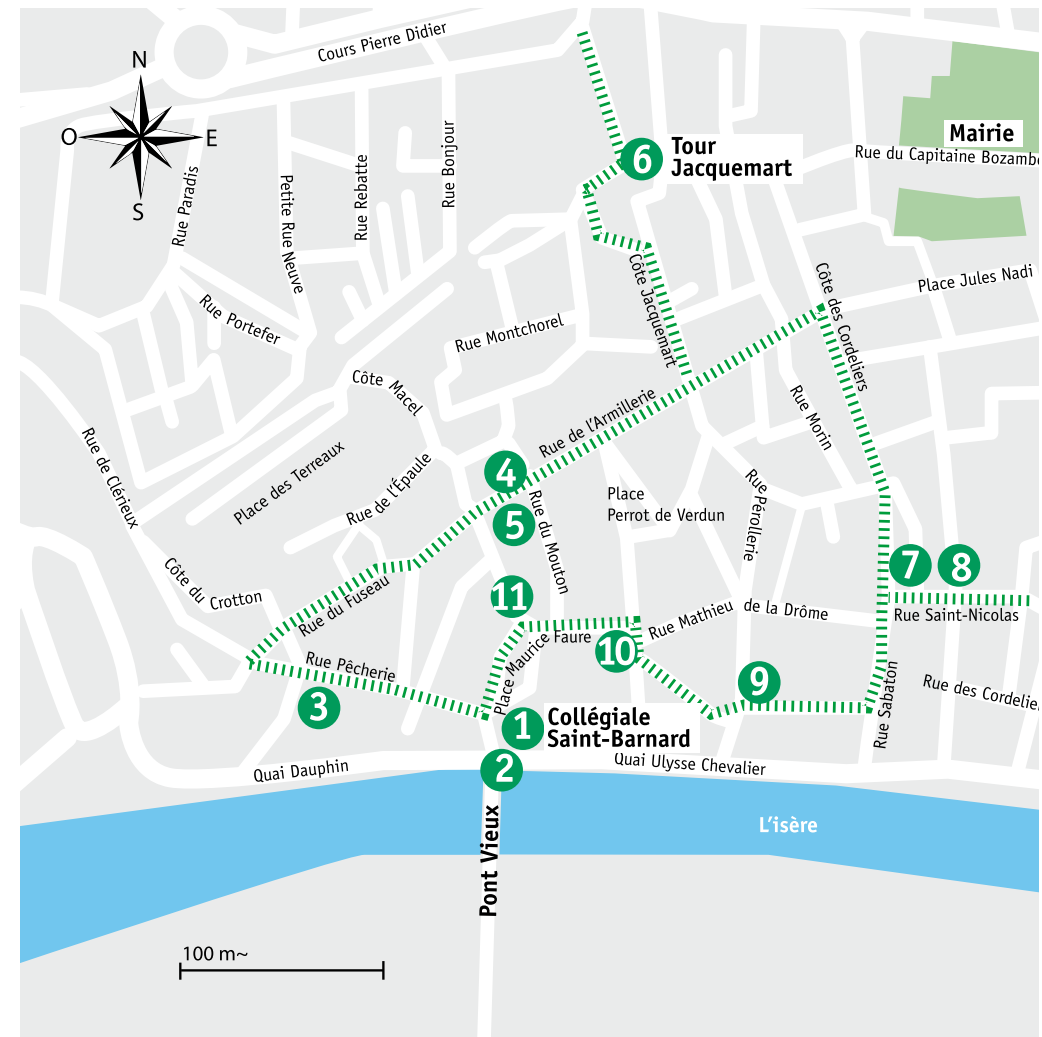 Cours Pierre Didier
N
O
E
S
6
Tour
Jacquemart
Mairie
Rue du Capitaine Bozambe
Rue Paradis
Petite Rue Neuve
Rue Rebatte
Rue Bonjour
Côte Jacquemart
Côte des Cordeliers
Place Jules Nadi
Rue Portefer
Rue Montchorel
Côte Macel
Rue de l'Armillerie
Rue Morin
Rue de Clérieux
Place des Terreaux
Rue de l'Épaule
4
5
Rue du Mouton
Place
Perrot de Verdun
Rue Pêrollerie
7
8
Côte du Crotton
Rue du Fuseau
11
Rue Mathieu de la Drôme
Rue Saint-Nicolas
Place Maurice Faure
10
Rue Pêcherie
3
9
Rue Sabaton
Rue des Cordelie
1
Collégiale
Saint-Barnard
2
Quai Dauphin
Quai Ulysse Chevalier
Pont Vieux
L'isère
100 m~